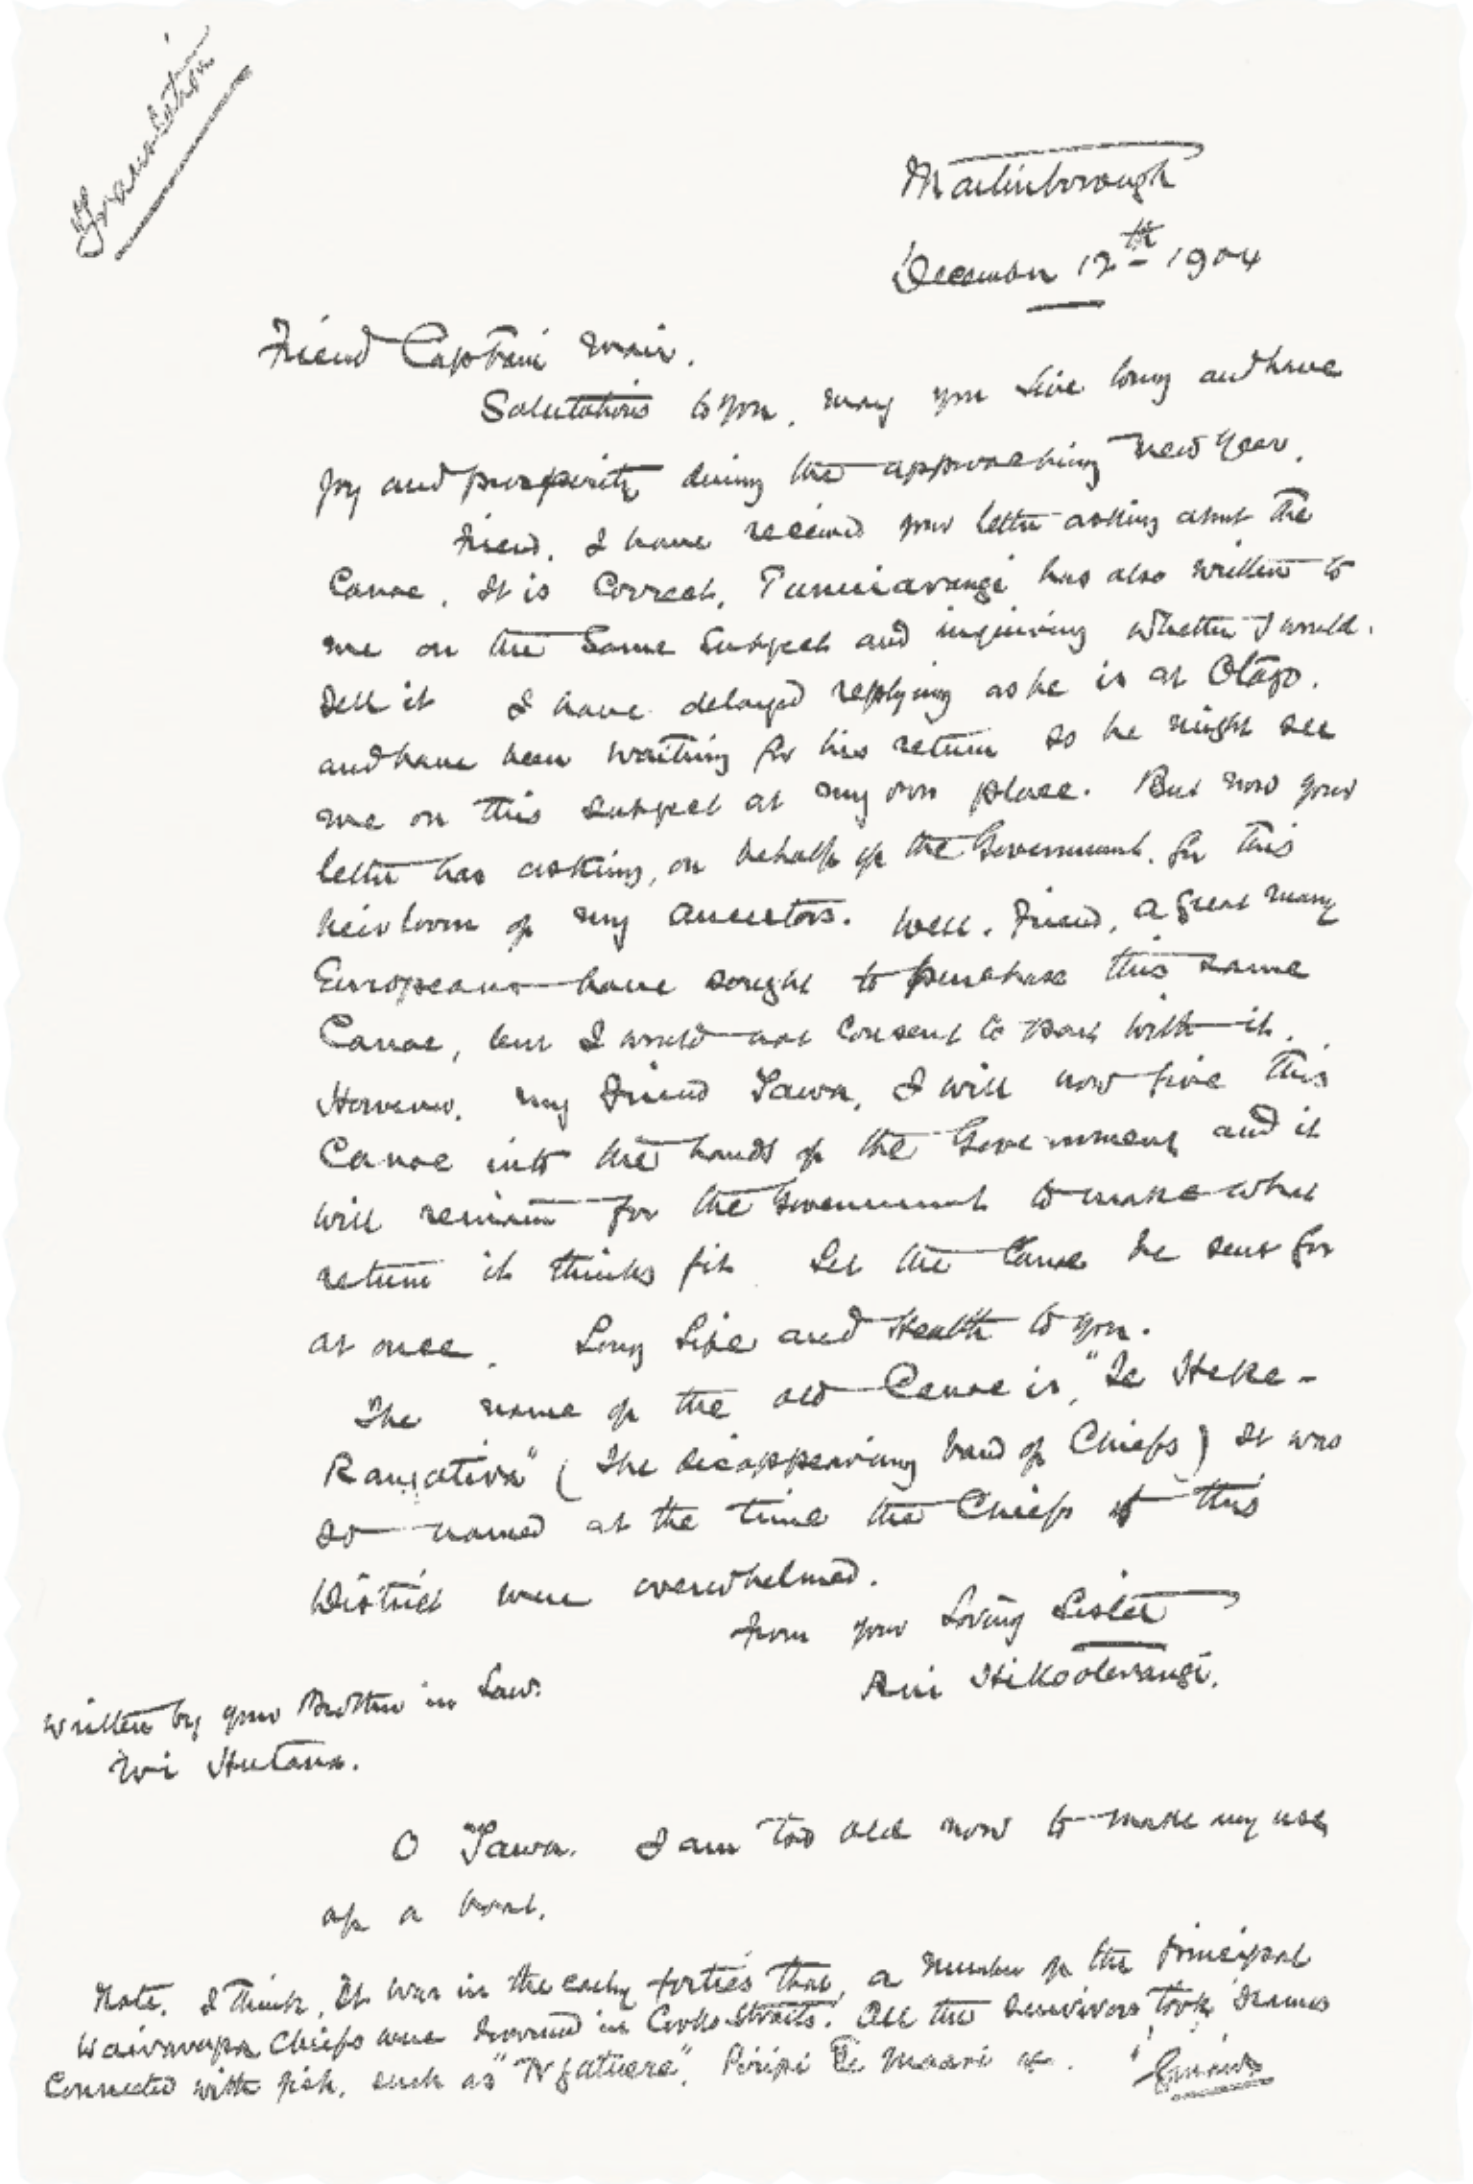 Translation
Martinborough
December 12th 1904
Friend Captain Mair.
Salutations to you, may you live long and have
joy and prosperity during the approaching New Year.
Friend, I have received your letter asking about the
Canoe. It is Correct, Tunuiarangi has also written to
me on the Same Subject and inquiring whether I would
Sell it I have delayed replying as he is at Otago.
and have been waiting for his return so he might see
me on this subject at my own place. But now your
letter has asking, on behalf of the Government, for this
heirloom of my ancestors. Well, Friend, a great many
Europeans have sought to purchase this same
Canoe, but I would not Consent to part with it.
However, my Friend Tawa, I will now give this
Canoe into the hands of the Government and it
will remain for the Government to make what
return it thinks fit Let the Canoe be sent for
at once. Long Life and Health to you.
The name of the old Canoe is, "Te Heke-
Rangatira" (The disappearing band of Chiefs) It was
so named at the time the Chiefs of this
District were overwhelmed.
from your Loving Sister
Hikooterangi.
Written by your Brother in Law.
Wi Hutana.
O Tawa. I am too old now to make my use
of a boat.
Note. I think, It was in the early forties that, a number of the principal
Wairarapa Chiefs were drowned in Cooks Straits. All the survivors took names
Connected with fish, such as "Ngatuere", Piripi Te Maari &c.